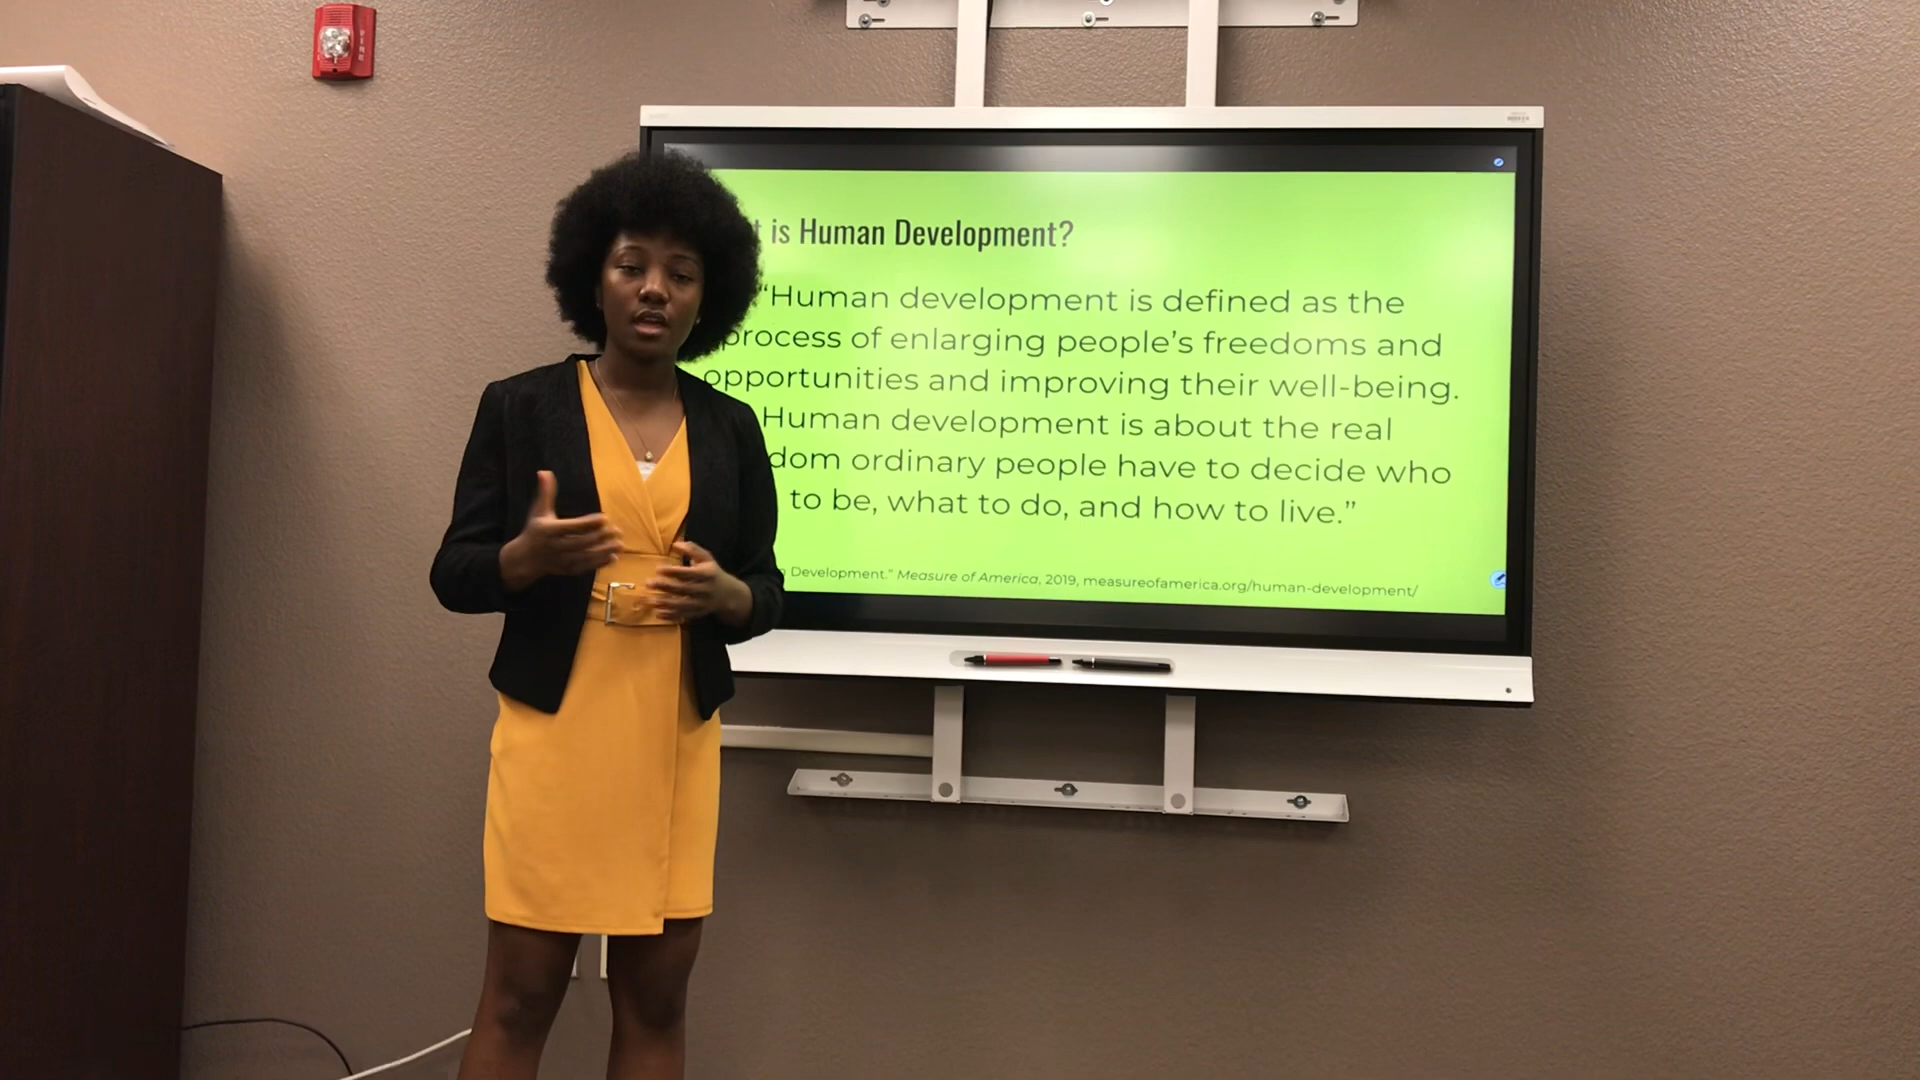 FIRE
is Human Development?
“Human development is defined as the
process of enlarging people’s freedoms and
opportunities and improving their well-being.
Human development is about the real
dom ordinary people have to decide who
to be, what to do, and how to live.”
Development.” Measure of America, 2019, measureofamerica.org/human-development/